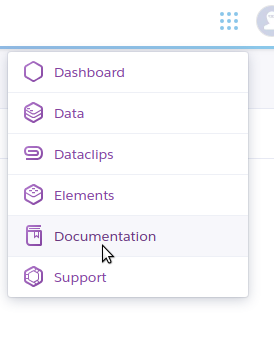 Dashboard
Data
Dataclips
Elements
Documentation
Support